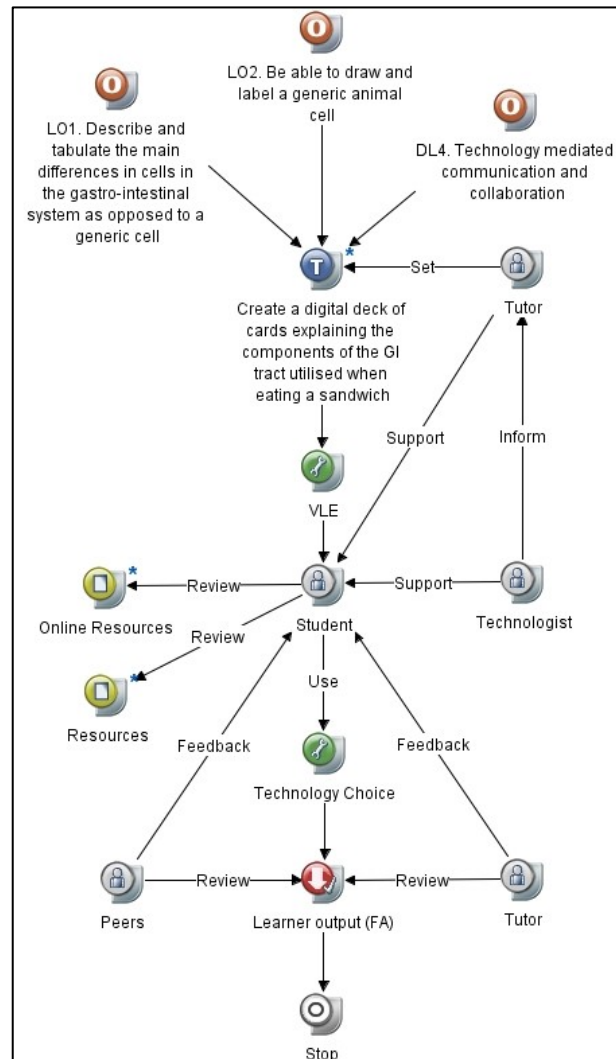 O
LO2. Be able to draw and
label a generic animal
cell
O
LO1. Describe and
tabulate the main
differences in cells in
the gastro-intestinal
system as opposed to a
generic cell
O
DL4. Technology mediated
communication and
collaboration
T
*
Set
Tutor
Create a digital deck of
cards explaining the
components of the GI
tract utilised when
eating a sandwich
Support
Inform
VLE
*
Review
Support
Online Resources
Student
Technologist
Review
*
Use
Resources
Feedback
Feedback
Technology Choice
Review
Review
Peers
Learner output (FA)
Tutor
Stop